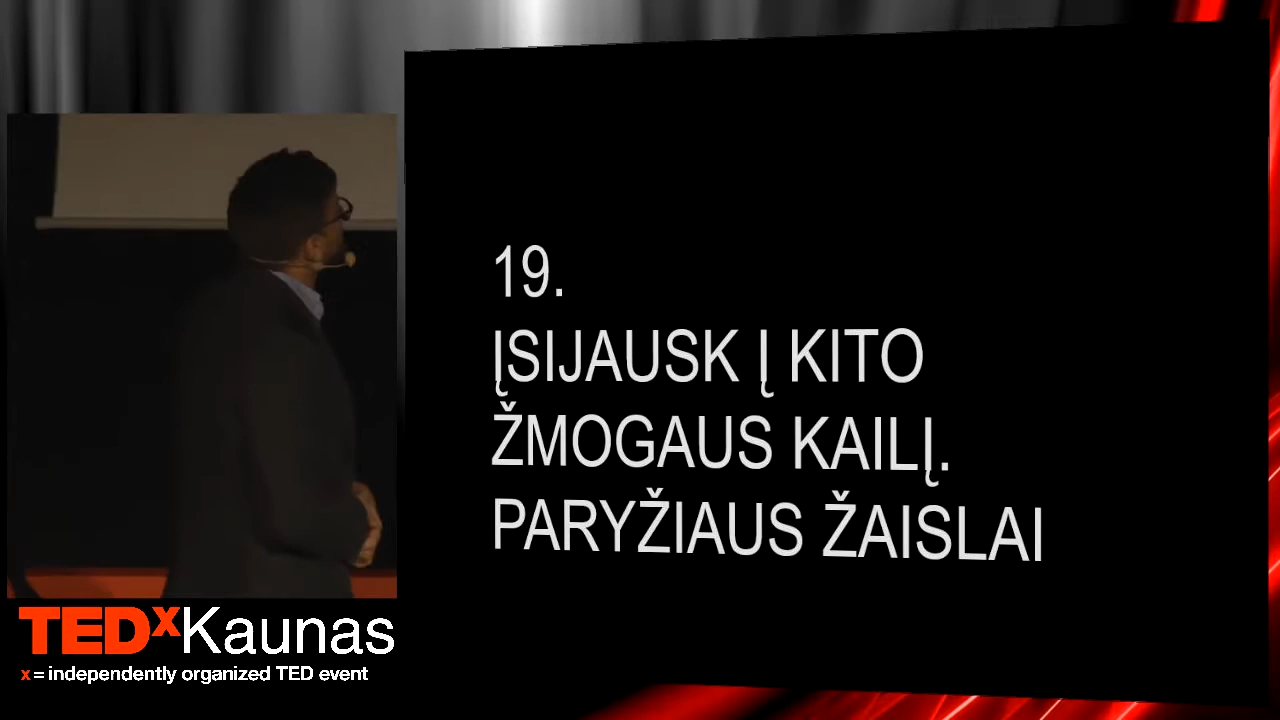 19.
ĮSIJAUSK Į KITO
ŽMOGAUS KAILĮ.
PARYŽIAUS ŽAISLAI
TEDxKaunas
x = independently organized TED event